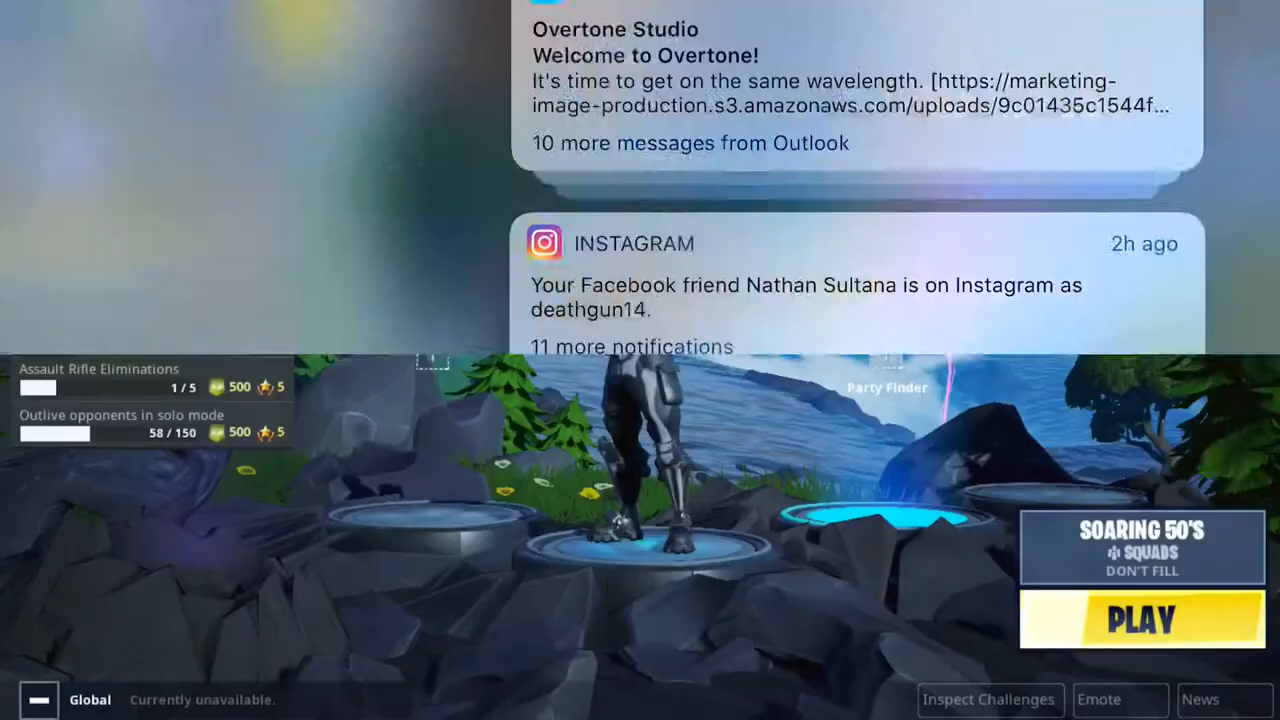 Overtone Studio
Welcome to Overtone!
It's time to get on the same wavelength. [https://marketing-
image-production.s3.amazonaws.com/uploads/9c01435c1544f...
10 more messages from Outlook
INSTAGRAM
2h ago
Your Facebook friend Nathan Sultana is on Instagram as
deathgun14.
11 more notifications
Assault Rifle Eliminations
1 / 5 500 5
Outlive opponents in solo mode
58 / 150 500 5
Party Finder
SOARING 50'S
SQUADS
DON'T FILL
PLAY
Global Currently unavailable.
Inspect Challenges
Emote
News